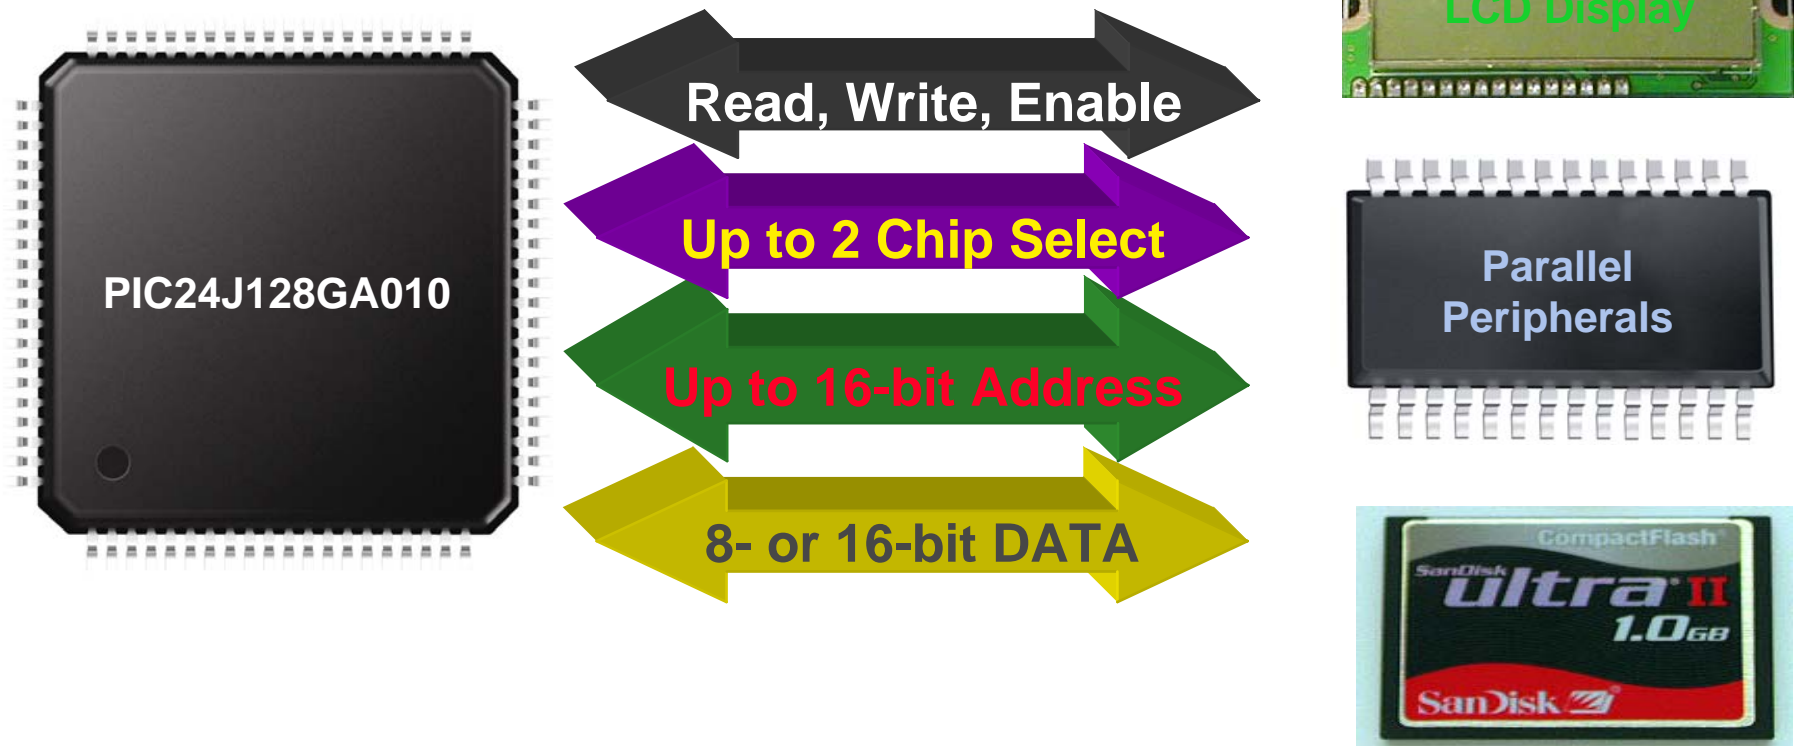 LCD Display
Read, Write, Enable
Up to 2 Chip Select
PIC24J128GA010
Parallel
Peripherals
Up to 16-bit Address
8- or 16-bit DATA
CompactFlash®
SanDisk
ultra II
1.0GB
SanDisk